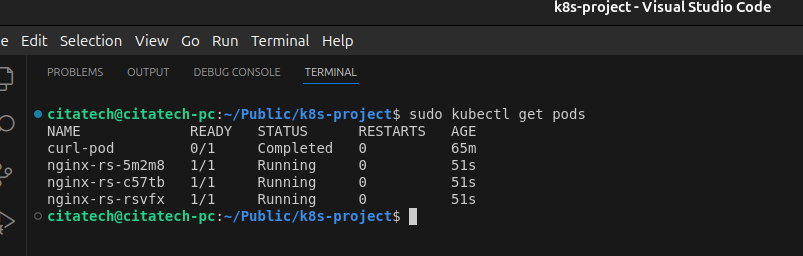 k8s-project - Visual Studio Code
e Edit Selection View Go Run Terminal Help
PROBLEMS OUTPUT DEBUG CONSOLE TERMINAL
citatech@citatech-pc:~/Public/k8s-project$ sudo kubectl get pods
NAME READY STATUS RESTARTS AGE
curl-pod 0/1 Completed 0 65m
nginx-rs-5m2m8 1/1 Running 0 51s
nginx-rs-c57tb 1/1 Running 0 51s
nginx-rs-rsvfx 1/1 Running 0 51s
citatech@citatech-pc:~/Public/k8s-project$